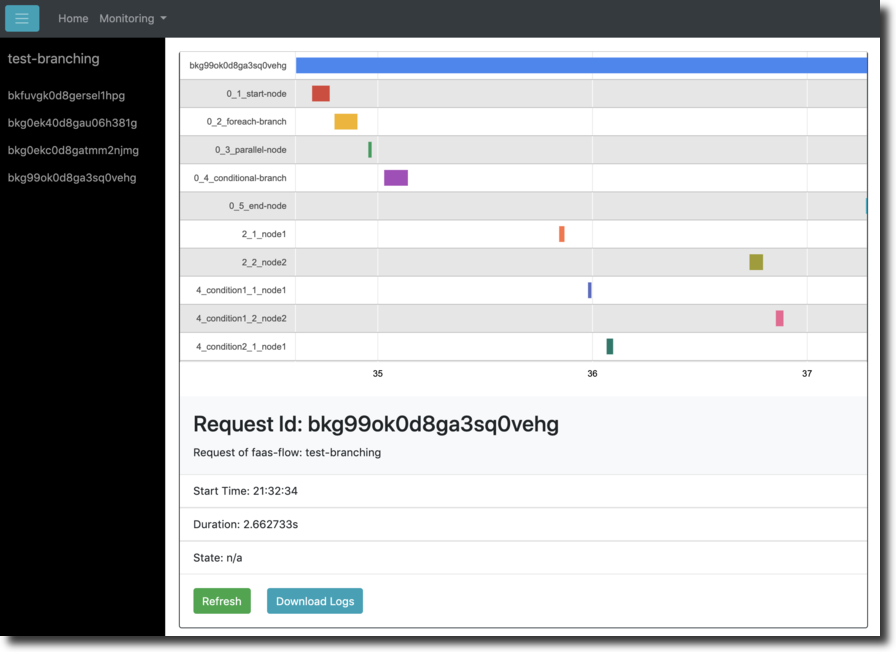 Home Monitoring
test-branching
bkfuvgk0d8gersel1hpg
bkg0ek40d8gau06h381g
bkg0ekc0d8gatmm2njmg
bkg99ok0d8ga3sq0vehg
bkg99ok0d8ga3sq0vehg
0_1_start-node
0_2_foreach-branch
0_3_parallel-node
0_4_conditional-branch
0_5_end-node
2_1_node1
2_2_node2
4_condition1_1_node1
4_condition1_2_node2
4_condition2_1_node1
35 36 37
Request Id: bkg99ok0d8ga3sq0vehg
Request of faas-flow: test-branching
Start Time: 21:32:34
Duration: 2.662733s
State: n/a
Refresh Download Logs